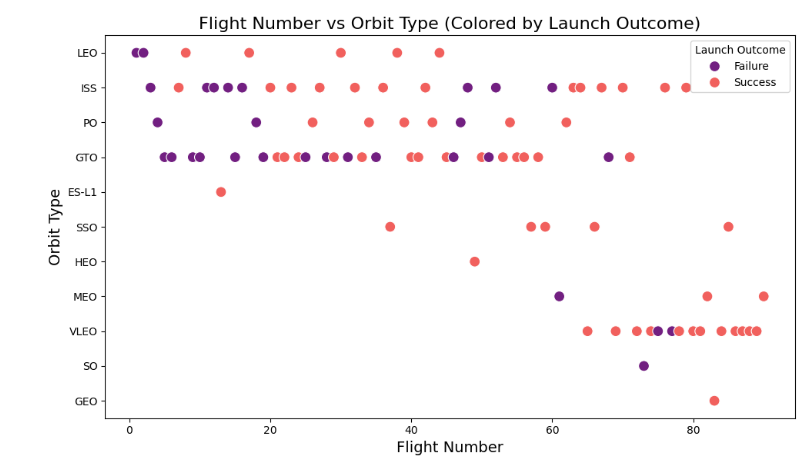 Flight Number vs Orbit Type (Colored by Launch Outcome)
Launch Outcome
Failure
Success
Orbit Type
LEO
ISS
PO
GTO
ES-L1
SSO
HEO
MEO
VLEO
SO
GEO
0 20 40 60 80
Flight Number